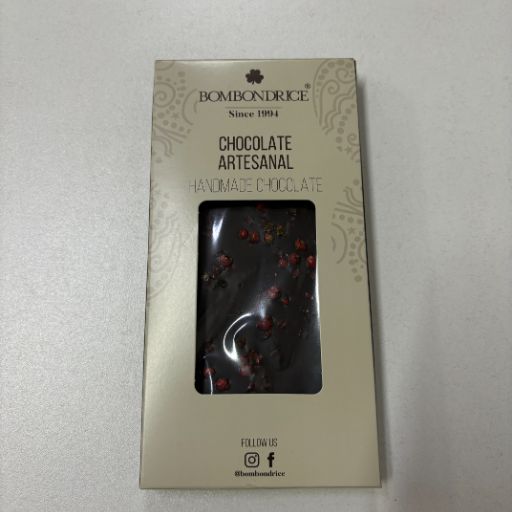 BOMBONDRICE®
Since 1994
CHOCOLATE
ARTESANAL
HANDMADE CHOCOLATE
FOLLOW US
@bombondrice